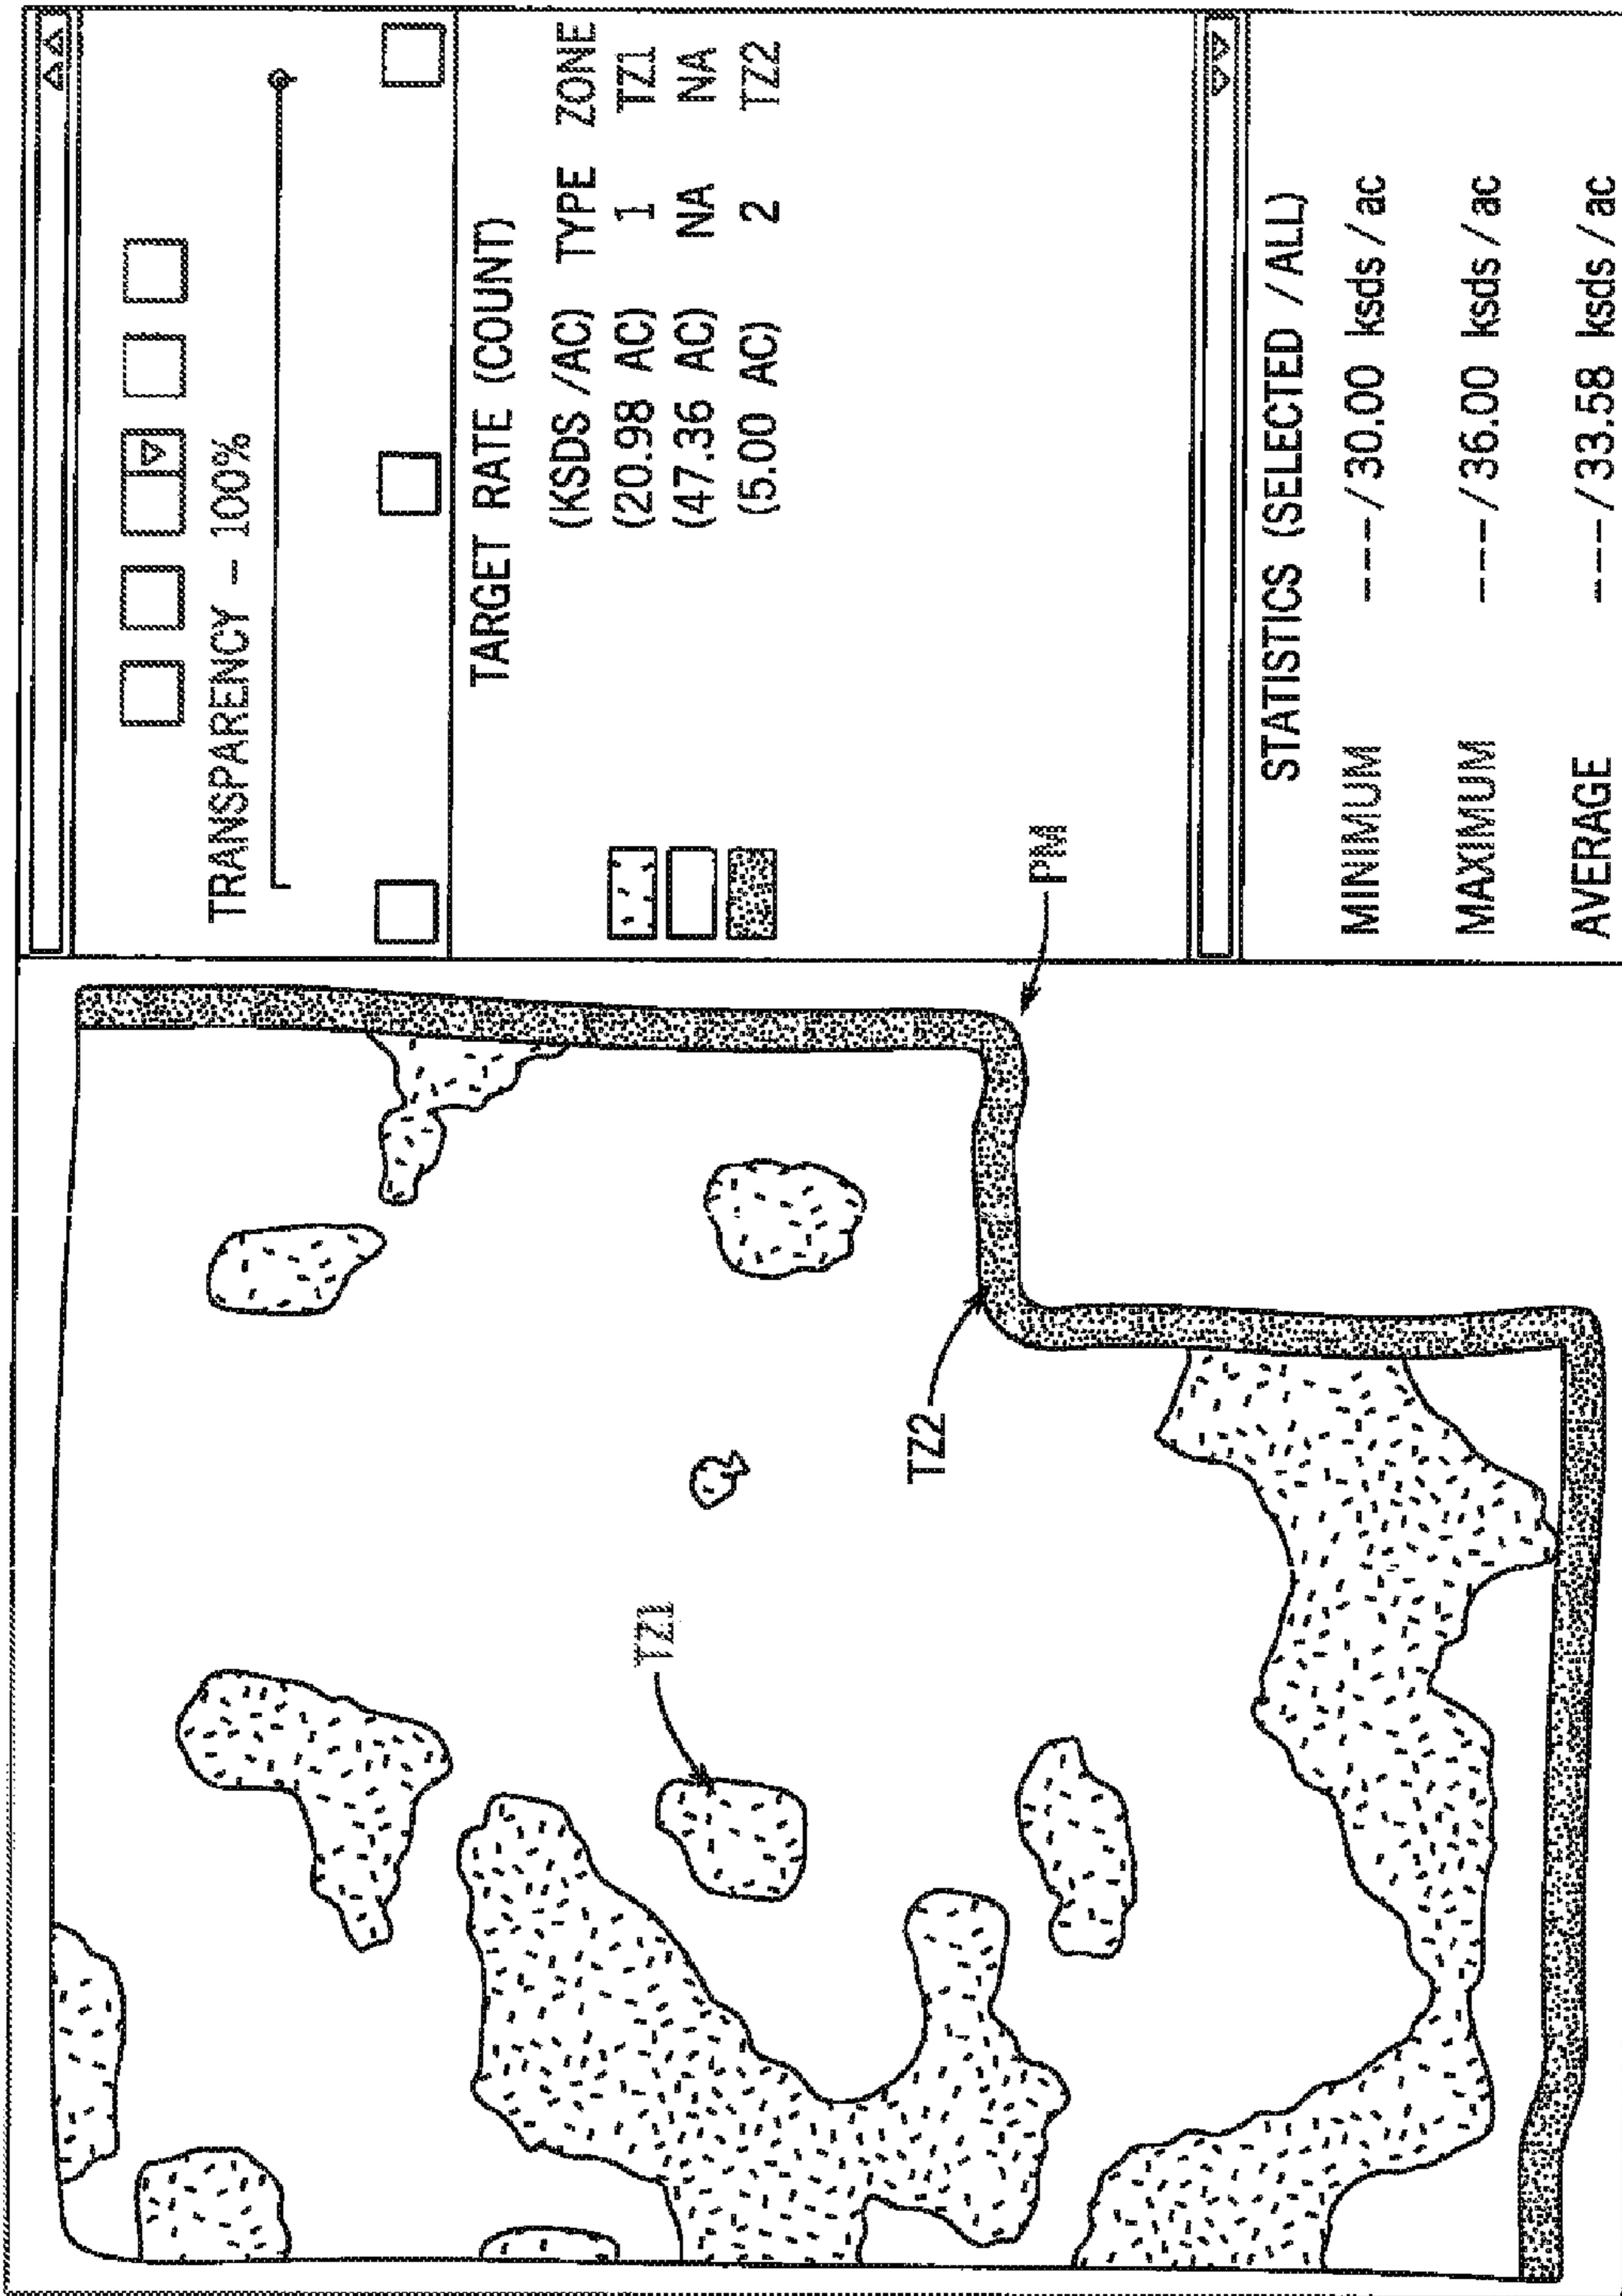 TRANSPARENCY - 100%
TARGET RATE (COUNT)
(KSDS/AC) TYPE ZONE
(20.98 AC) 1 TZ1
(47.36 AC) NA NA
(5.00 AC) 2 TZ2
STATISTICS (SELECTED / ALL)
MINIMUM ---/30.00 ksds/ac
MAXIMUM ---/36.00 ksds/ac
AVERAGE ---/33.58 ksds/ac
TZ1
TZ2
PM